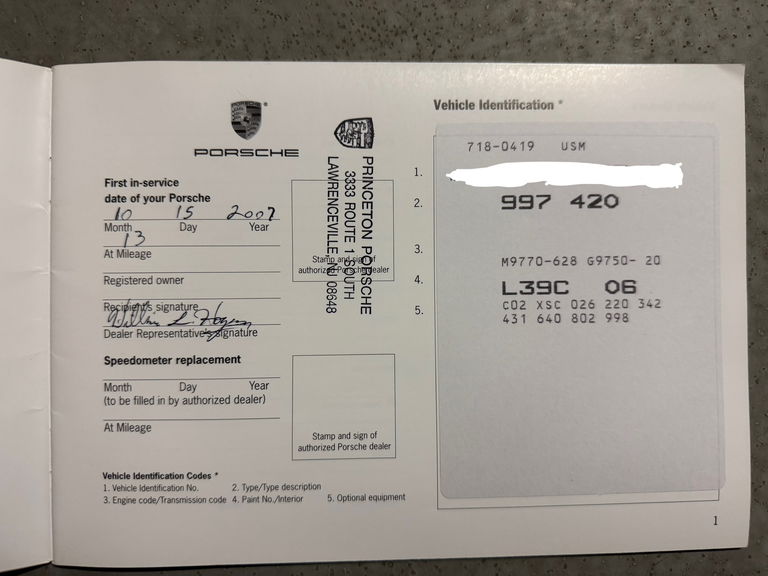 PORSCHE
PORSCHE
PRINCETON PORSCHE
3333 ROUTE 1 SOUTH
LAWRENCEVILLE, NJ 08648
First in-service
date of your Porsche
10 15 2007
Month Day Year
13
At Mileage
Registered owner
Recipient's signature
Dealer Representative's signature
Stamp and sign of
authorized Porsche dealer
Speedometer replacement
Month Day Year
(to be filled in by authorized dealer)
At Mileage
Stamp and sign of
authorized Porsche dealer
Vehicle Identification Codes *
1. Vehicle Identification No. 2. Type/Type description
3. Engine code/Transmission code 4. Paint No./Interior 5. Optional equipment
Vehicle Identification *
718-0419 USM
1.
2. 997 420
3. M9770-628 G9750- 20
4. L39C 06
C02 XSC 026 220 342
5. 431 640 802 998
1